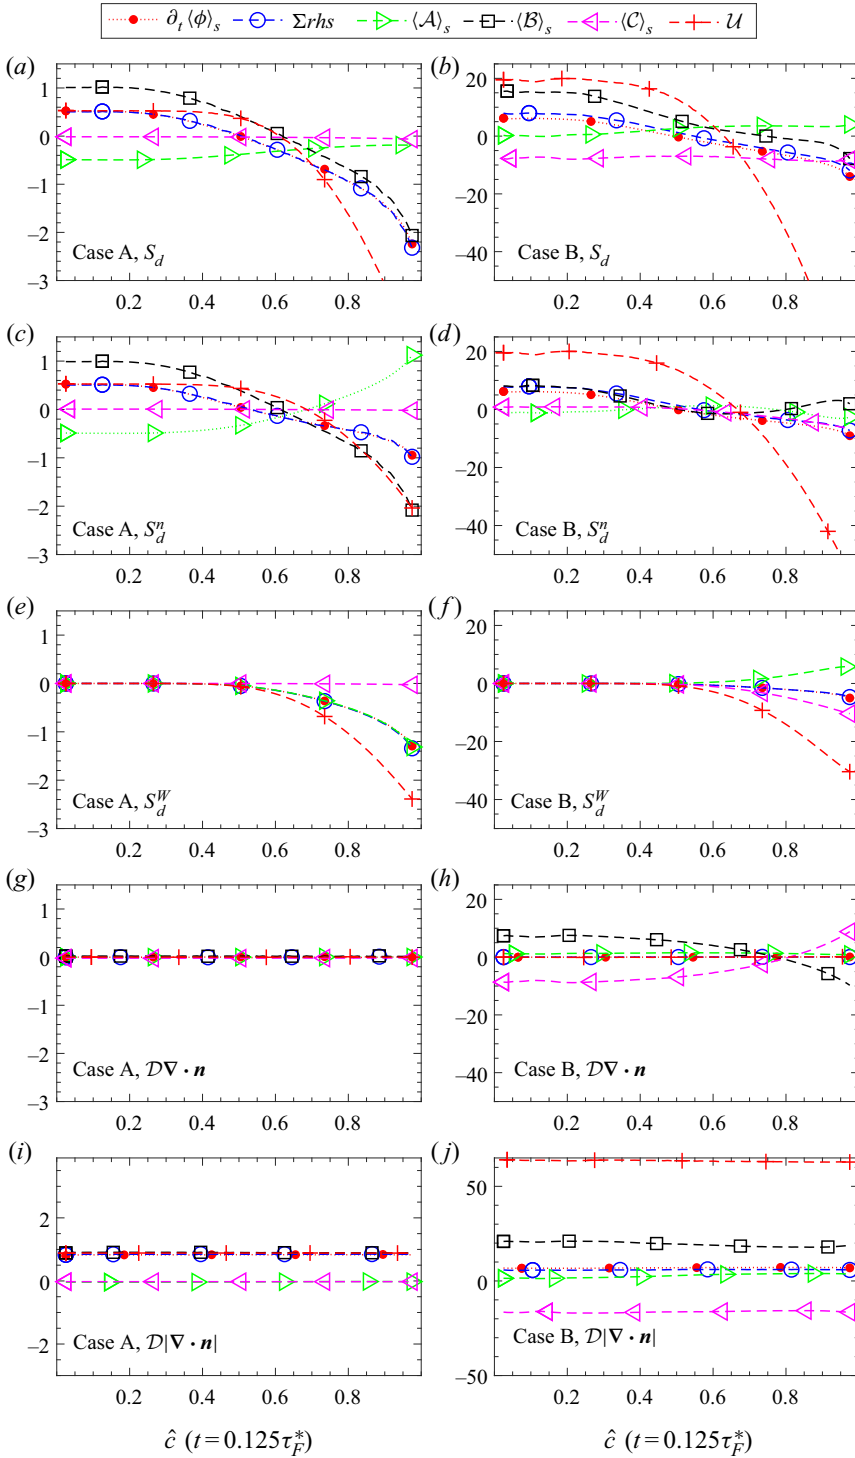 ∂ₜ⟨ϕ⟩ₛ Σrhs ⟨𝒜⟩ₛ ⟨ℬ⟩ₛ ⟨𝒞⟩ₛ 𝒰
(a) (b)
1 0 –1 –2 –3
Case A, S_d
0.2 0.4 0.6 0.8
20 0 –20 –40
Case B, S_d
0.2 0.4 0.6 0.8
(c) (d)
1 0 –1 –2 –3
Case A, S_d^n
0.2 0.4 0.6 0.8
20 0 –20 –40
Case B, S_d^n
0.2 0.4 0.6 0.8
(e) (f)
1 0 –1 –2 –3
Case A, S_d^W
0.2 0.4 0.6 0.8
20 0 –20 –40
Case B, S_d^W
0.2 0.4 0.6 0.8
(g) (h)
1 0 –1 –2 –3
Case A, 𝒟∇ · n
0.2 0.4 0.6 0.8
20 0 –20 –40
Case B, 𝒟∇ · n
0.2 0.4 0.6 0.8
(i) (j)
2 0 –2
Case A, 𝒟|∇ · n|
0.2 0.4 0.6 0.8
50 0 –50
Case B, 𝒟|∇ · n|
0.2 0.4 0.6 0.8
ĉ (t = 0.125τ_F^*) ĉ (t = 0.125τ_F^*)